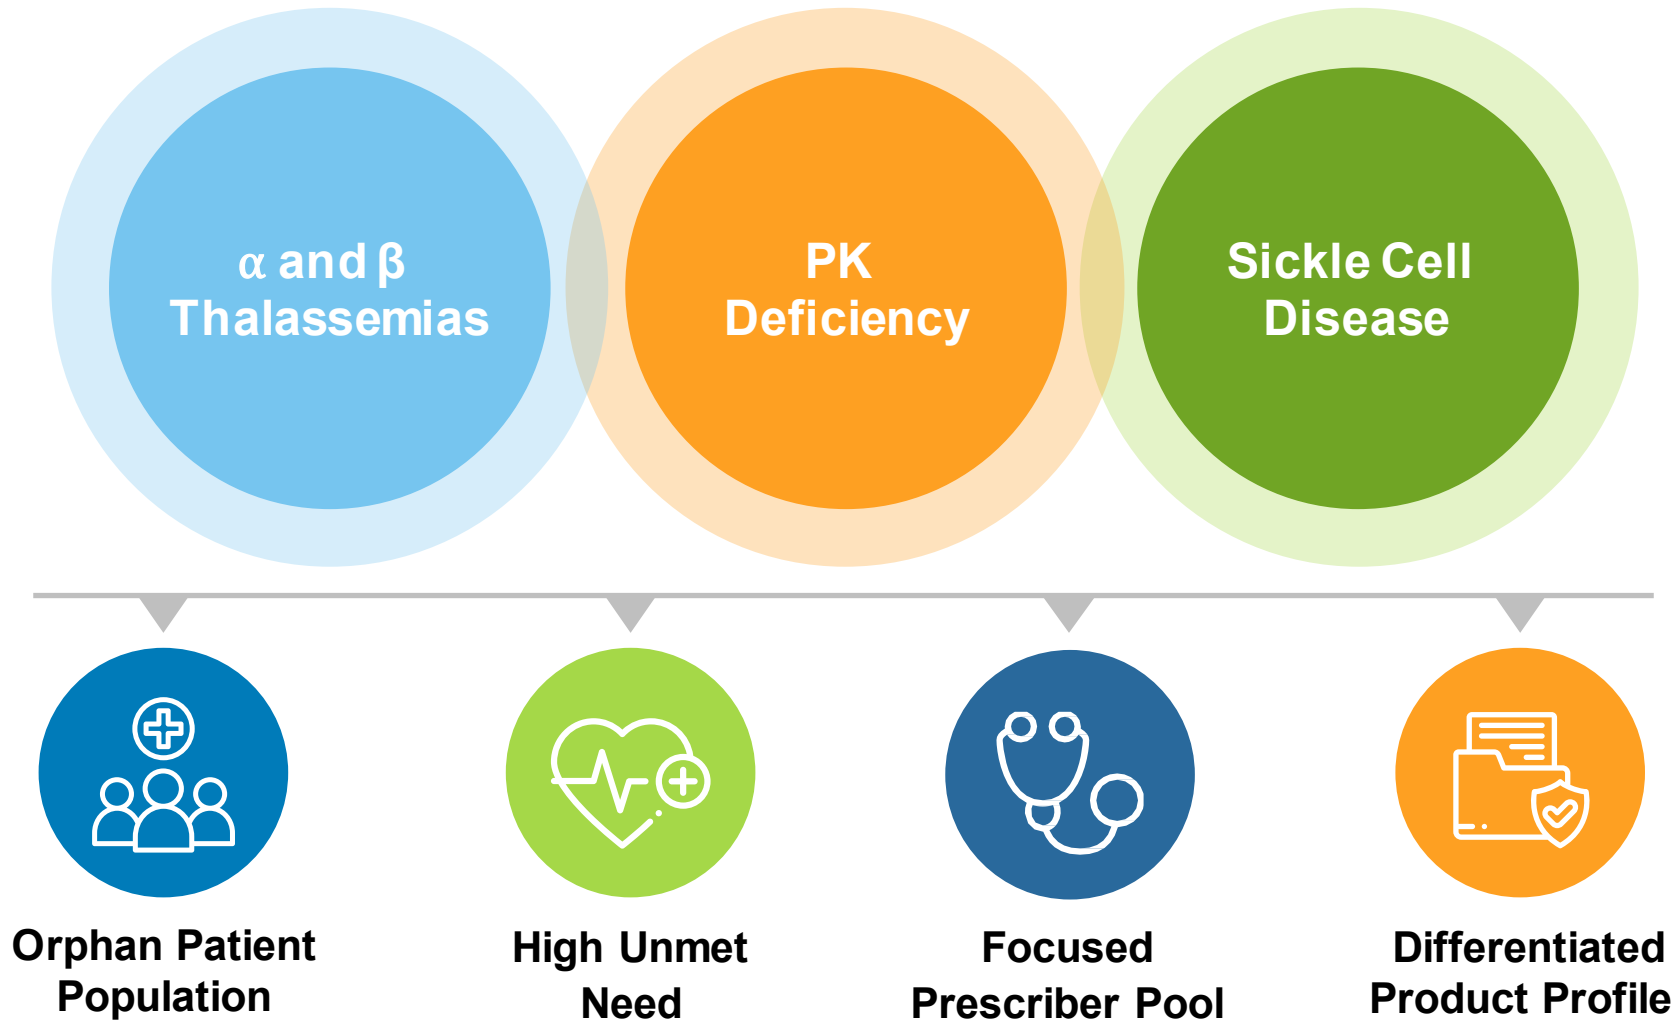 α and β
Thalassemias
PK
Deficiency
Sickle Cell
Disease
Orphan Patient
Population
High Unmet
Need
Focused
Prescriber Pool
Differentiated
Product Profile